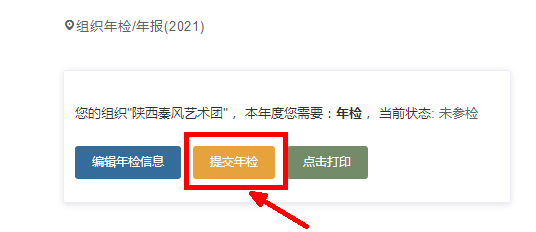 组织年检/年报(2021)
您的组织"陕西秦风艺术团"，本年度您需要：年检，当前状态: 未参检
编辑年检信息 提交年检 点击打印